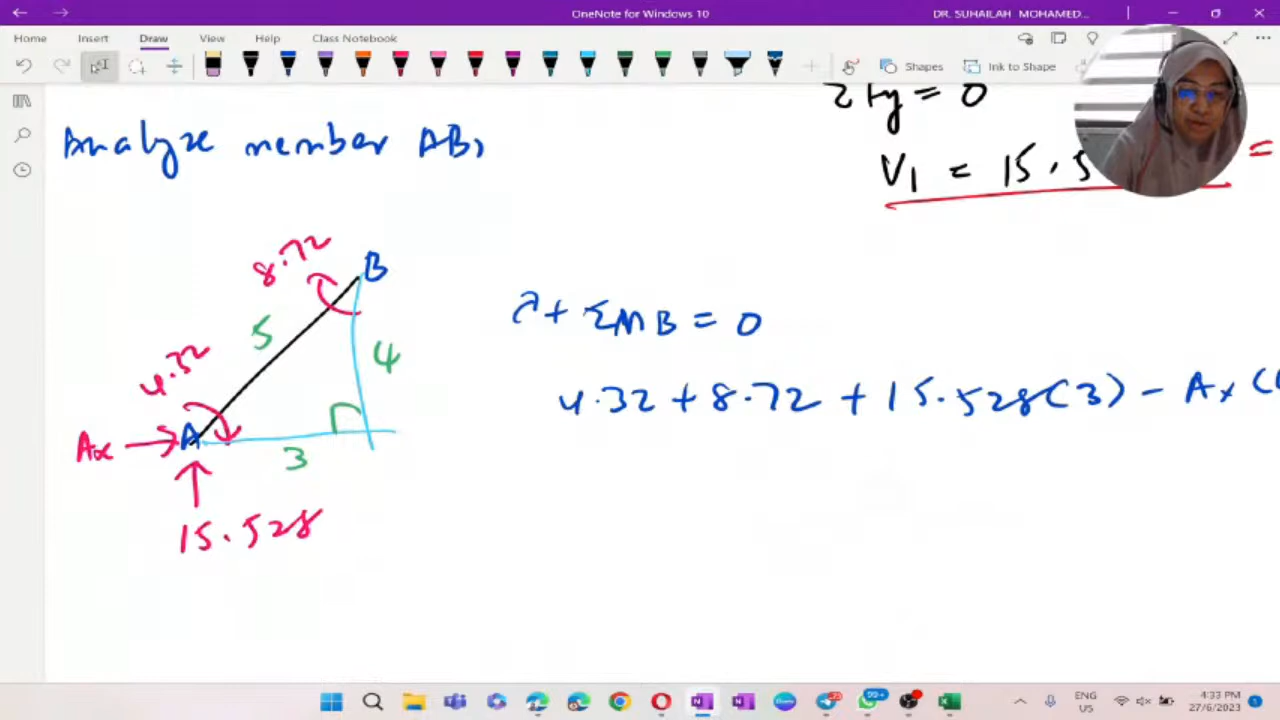 OneNote for Windows 10
DR. SUHAILAH MOHAMED...
Home Insert Draw View Help Class Notebook
Shapes Ink to Shape
ΣFy = 0
V1 = 15.5
=
Analyze member AB,
8.72
B
5
4
4.32
Ax
A
3
15.528
+ ΣMB = 0
4.32 + 8.72 + 15.528(3) - Ax(
99+
ENG
US
4:33 PM
27/6/2023